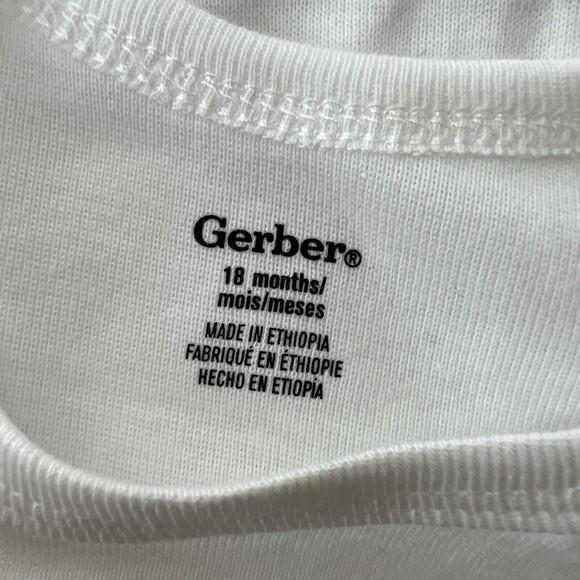 Gerber®
18 months/
mois/meses
MADE IN ETHIOPIA
FABRIQUÉ EN ÉTHIOPIE
HECHO EN ETIOPÍA